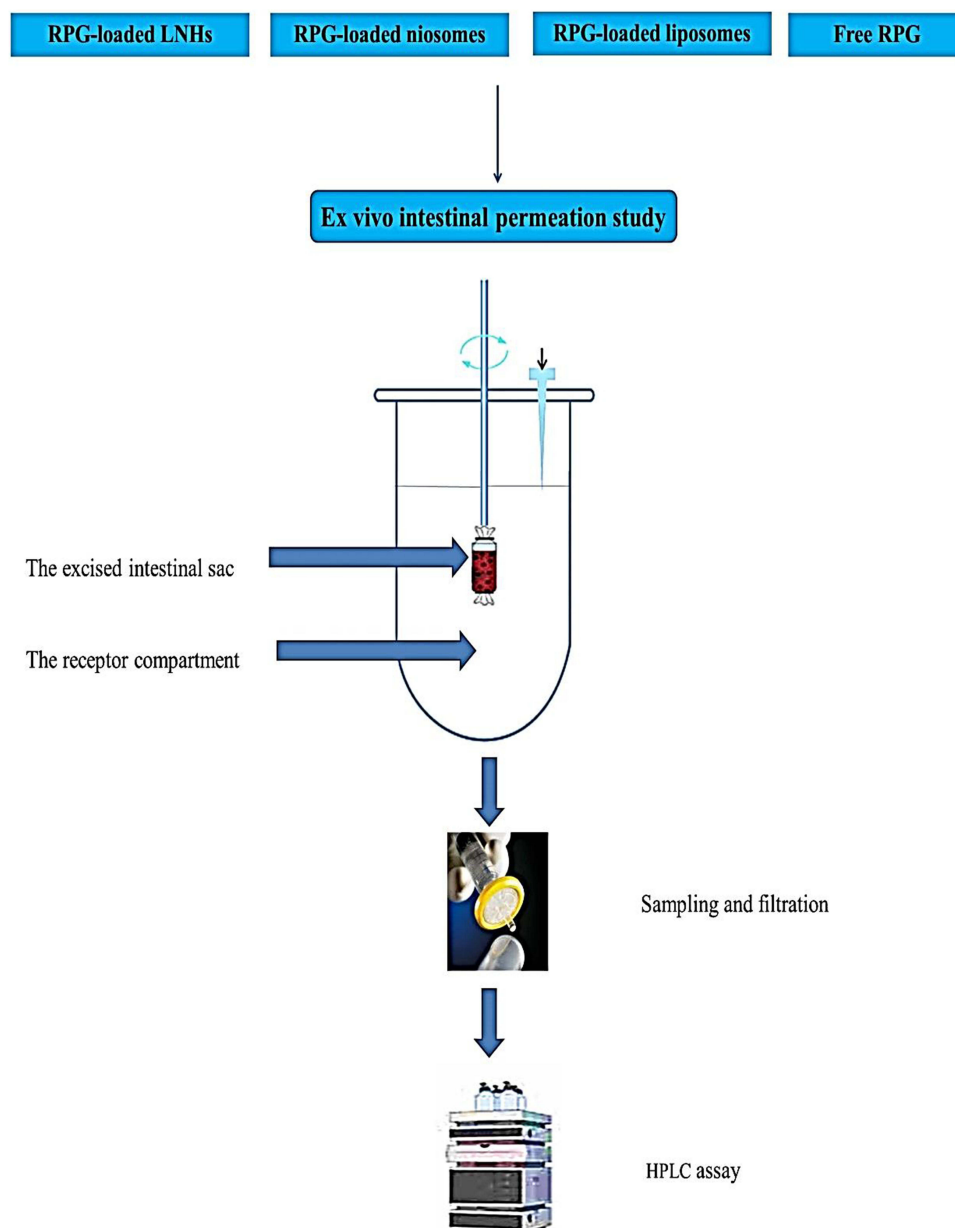 RPG-loaded LNHs
RPG-loaded niosomes
RPG-loaded liposomes
Free RPG
Ex vivo intestinal permeation study
The excised intestinal sac
The receptor compartment
Sampling and filtration
HPLC assay